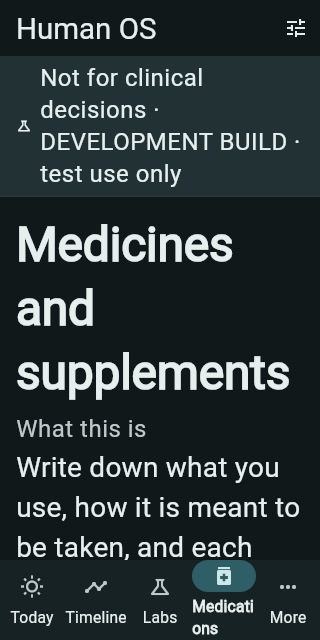 Human OS
Not for clinical
decisions ·
DEVELOPMENT BUILD ·
test use only
Medicines
and
supplements
What this is
Write down what you
use, how it is meant to
be taken, and each
Today
Timeline
Labs
Medicati
ons
More